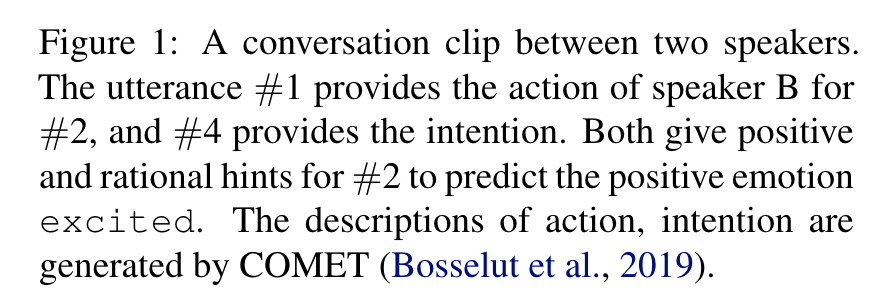 Figure 1: A conversation clip between two speakers.
The utterance #1 provides the action of speaker B for
#2, and #4 provides the intention. Both give positive
and rational hints for #2 to predict the positive emotion
excited. The descriptions of action, intention are
generated by COMET (Bosselut et al., 2019).